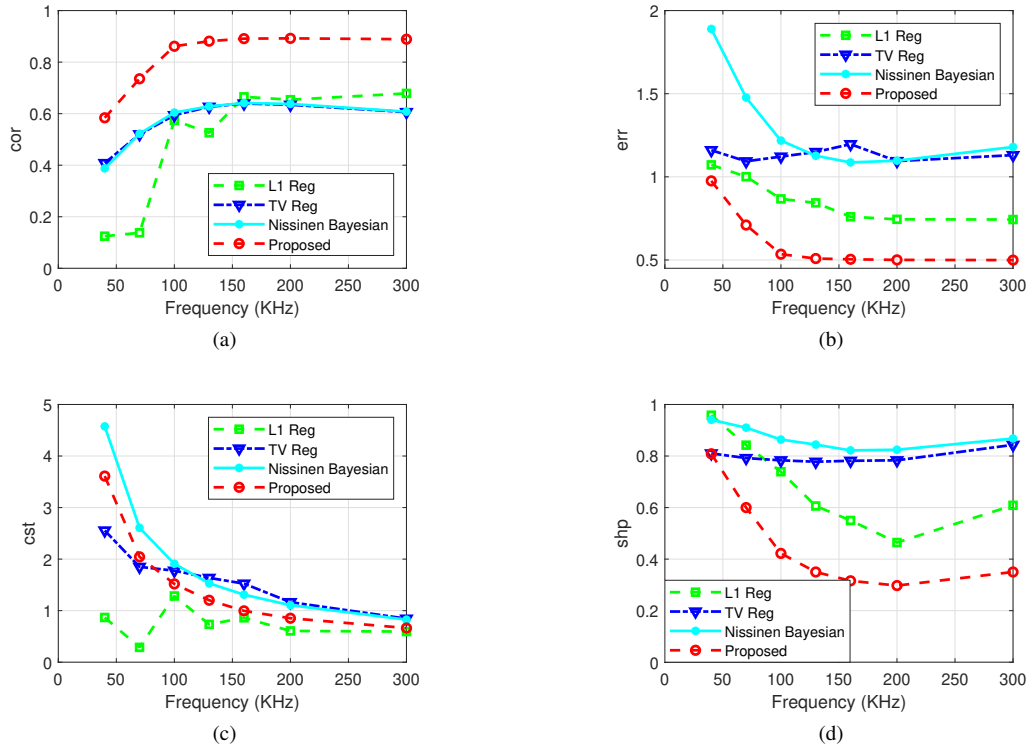 1
0.8
0.6
0.4
0.2
0
cor
0 50 100 150 200 250 300
Frequency (KHz)
L1 Reg
TV Reg
Nissinen Bayesian
Proposed
(a)
2
1.5
1
0.5
err
0 50 100 150 200 250 300
Frequency (KHz)
L1 Reg
TV Reg
Nissinen Bayesian
Proposed
(b)
5
4
3
2
1
0
cst
0 50 100 150 200 250 300
Frequency (KHz)
L1 Reg
TV Reg
Nissinen Bayesian
Proposed
(c)
1
0.8
0.6
0.4
0.2
0
shp
0 50 100 150 200 250 300
Frequency (KHz)
L1 Reg
TV Reg
Nissinen Bayesian
Proposed
(d)